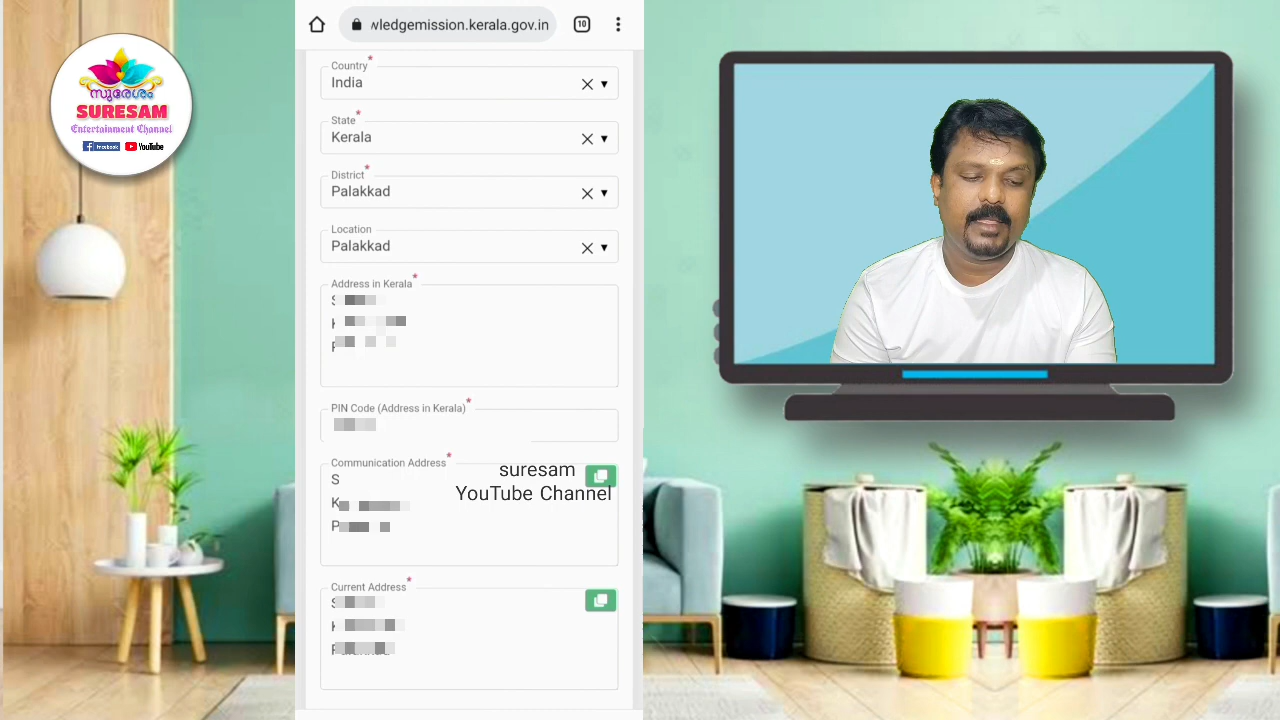 സുരേശം
SURESAM
Entertainment Channel
facebook YouTube
wledgemission.kerala.gov.in
10
Country*
India
State*
Kerala
District*
Palakkad
Location
Palakkad
Address in Kerala*
S
K
P
PIN Code (Address in Kerala)*
Communication Address*
S
K
P
suresam
YouTube Channel
Current Address*
S
K